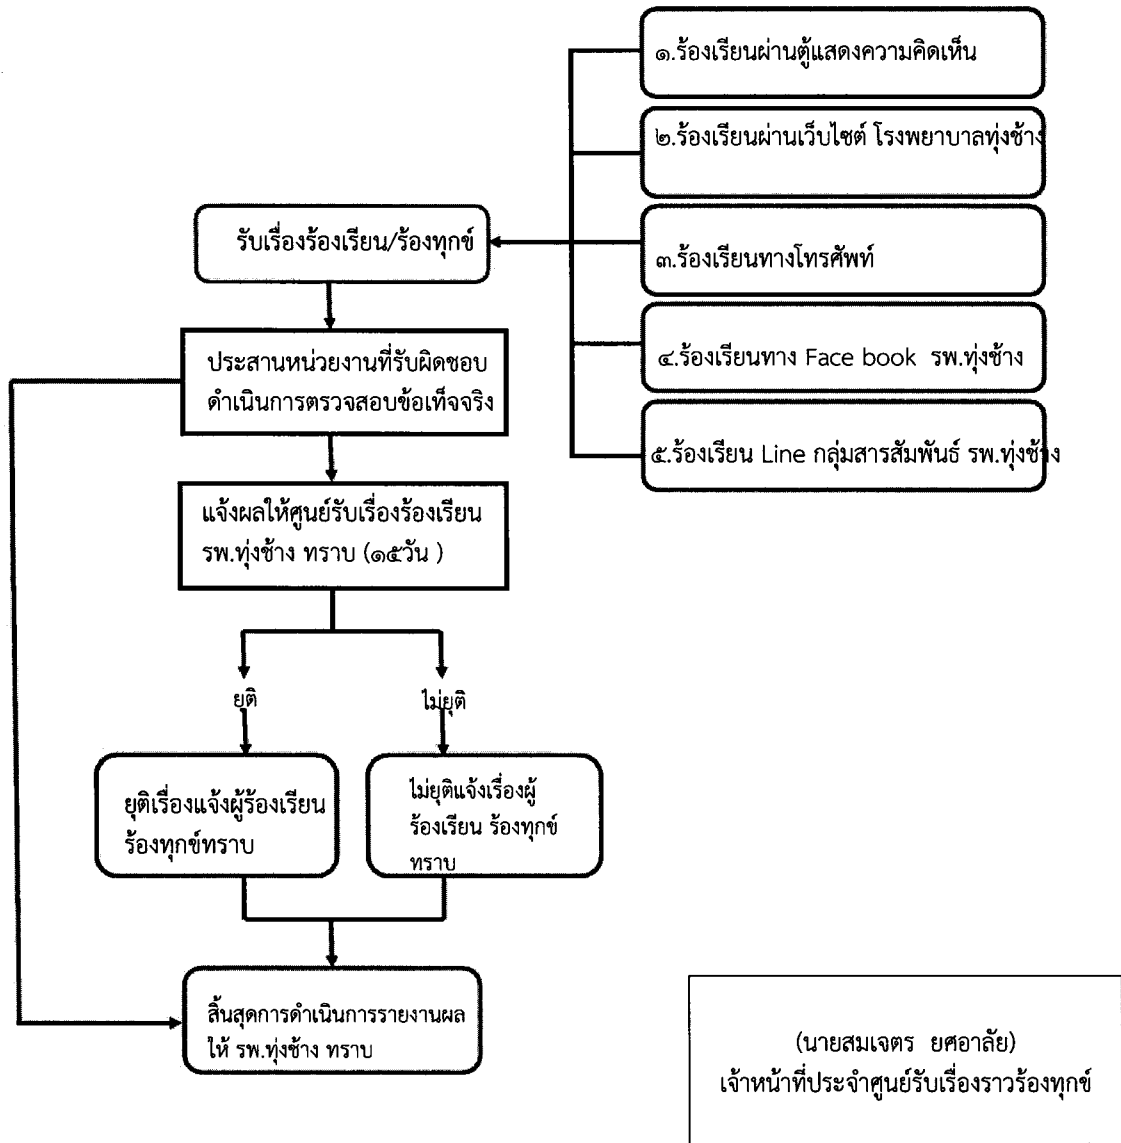 ๑.ร้องเรียนผ่านตู้แสดงความคิดเห็น
๒.ร้องเรียนผ่านเว็บไซต์ โรงพยาบาลทุ่งช้าง
รับเรื่องร้องเรียน/ร้องทุกข์
๓.ร้องเรียนทางโทรศัพท์
๔.ร้องเรียนทาง Face book รพ.ทุ่งช้าง
๕.ร้องเรียน Line กลุ่มสารสัมพันธ์ รพ.ทุ่งช้าง
ประสานหน่วยงานที่รับผิดชอบ
ดำเนินการตรวจสอบข้อเท็จจริง
แจ้งผลให้ศูนย์รับเรื่องร้องเรียน
รพ.ทุ่งช้าง ทราบ (๑๕วัน )
ยุติ
ไม่ยุติ
ยุติเรื่องแจ้งผู้ร้องเรียน
ร้องทุกข์ทราบ
ไม่ยุติแจ้งเรื่องผู้
ร้องเรียน ร้องทุกข์
ทราบ
สิ้นสุดการดำเนินการรายงานผล
ให้ รพ.ทุ่งช้าง ทราบ
(นายสมเจตร ยศอาลัย)
เจ้าหน้าที่ประจำศูนย์รับเรื่องราวร้องทุกข์